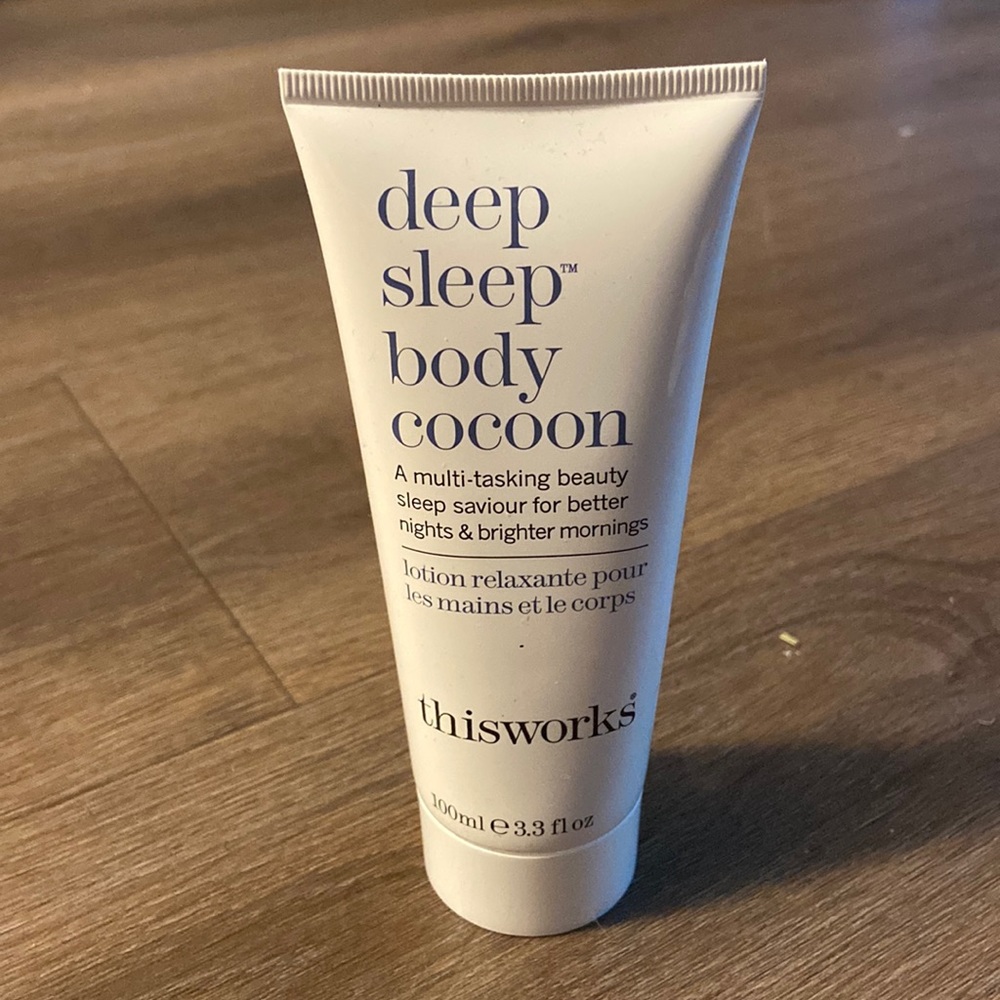 deep
sleep™
body
cocoon
A multi-tasking beauty
sleep saviour for better
nights & brighter mornings
lotion relaxante pour
les mains et le corps
thisworks®
100ml ℮ 3.3 fl oz